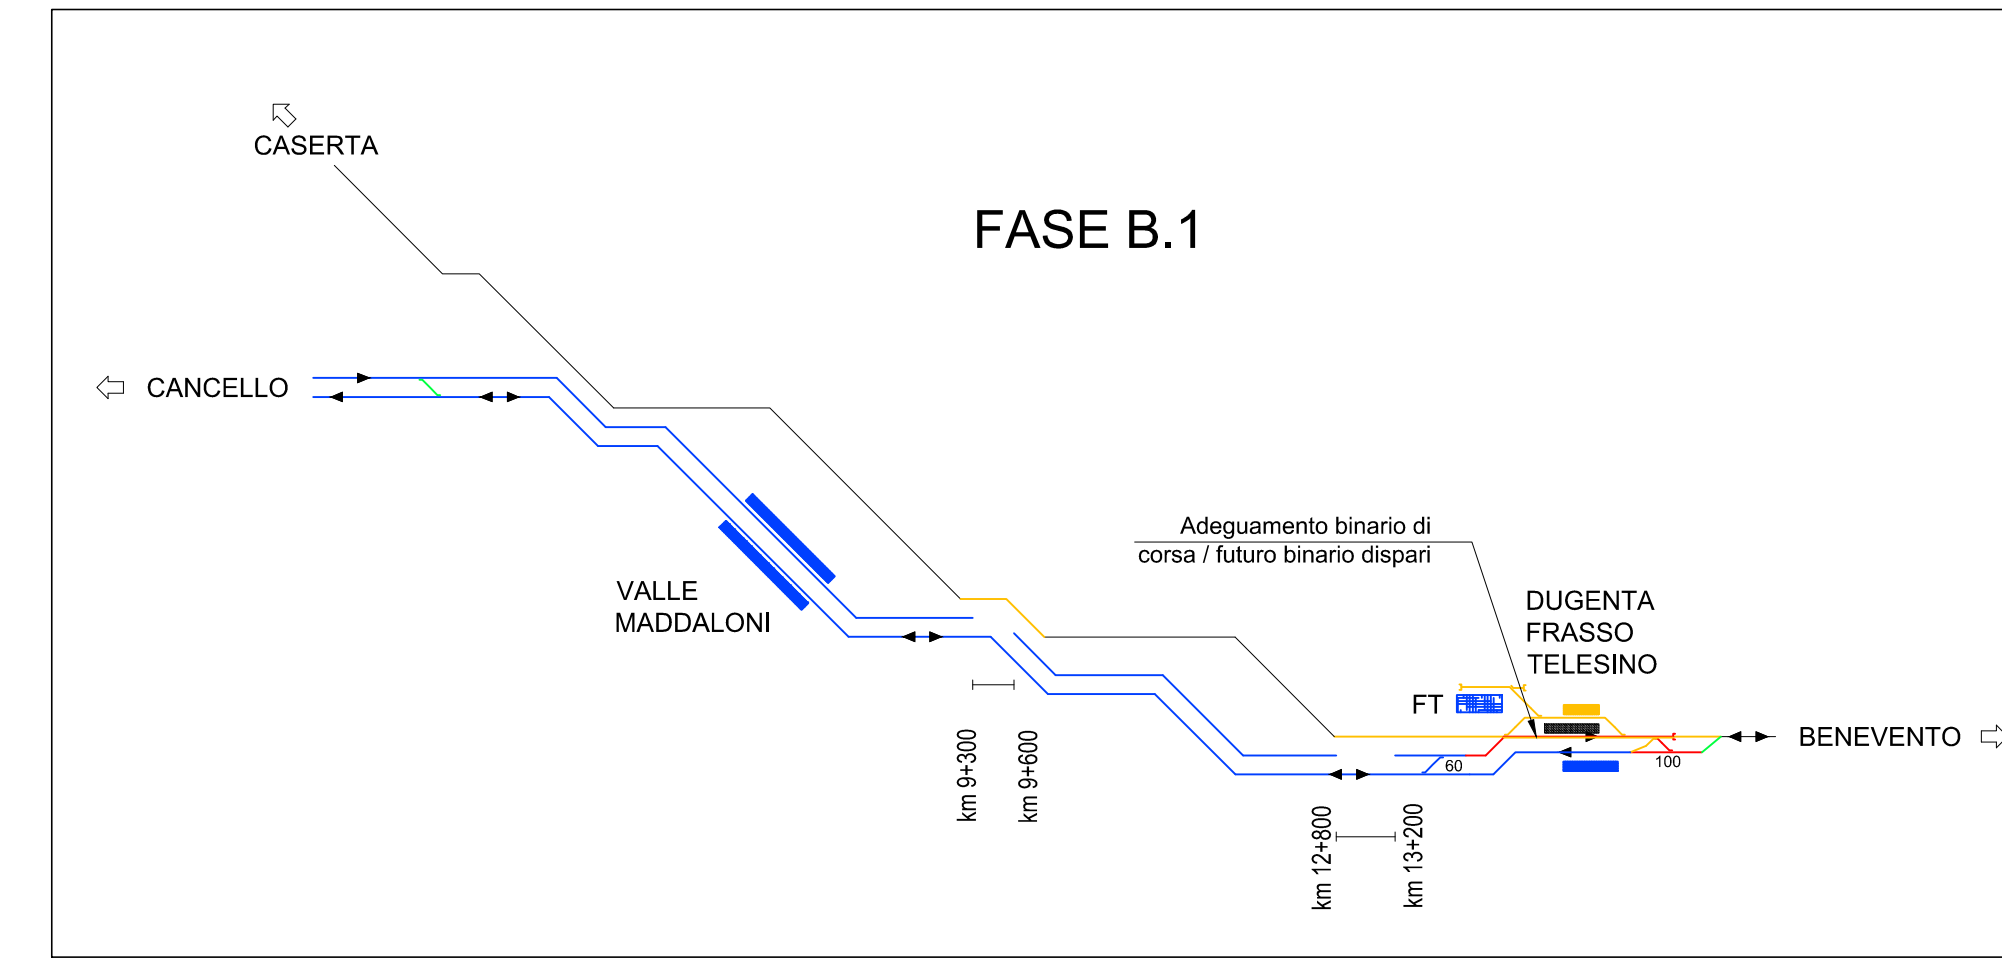 CASERTA
FASE B.1
CANCELLO
Adeguamento binario di
corsa / futuro binario dispari
VALLE
MADDALONI
DUGENTA
FRASSO
TELESINO
FT
BENEVENTO
60
100
km 9+300
km 9+600
km 12+800
km 13+200